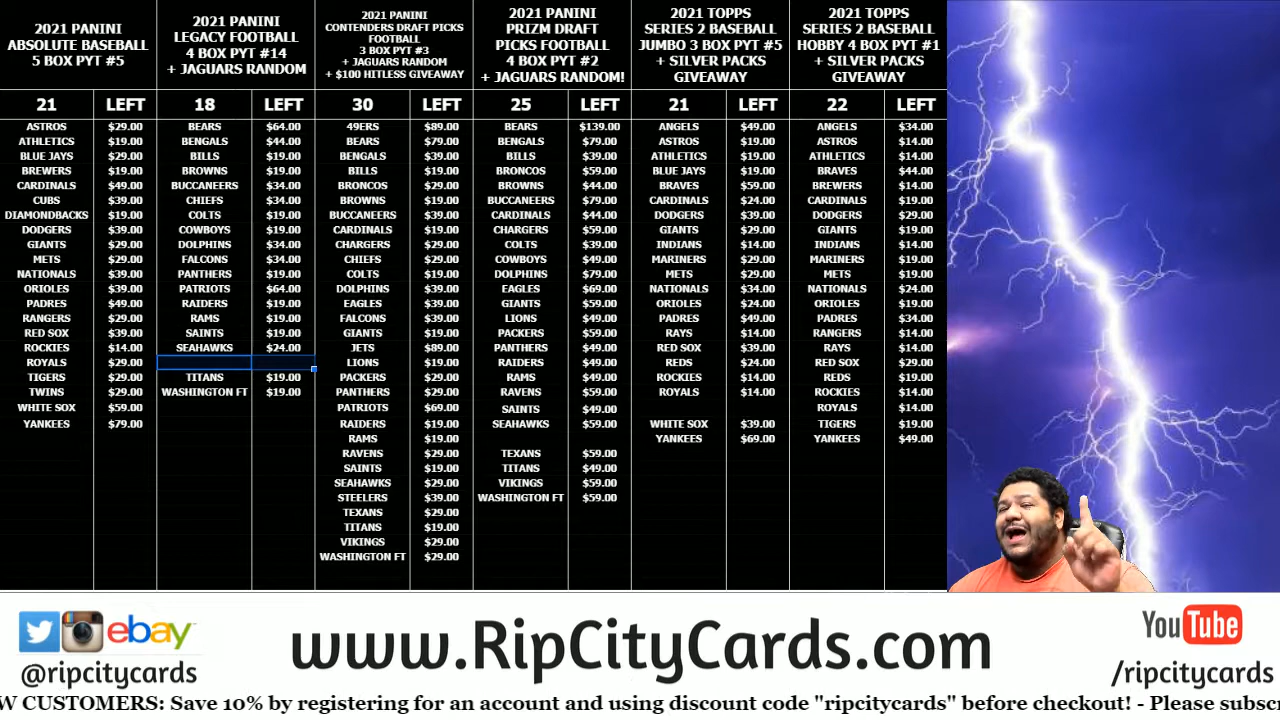 2021 PANINI
ABSOLUTE BASEBALL
5 BOX PYT #5
21 LEFT
ASTROS $29.00
ATHLETICS $19.00
BLUE JAYS $29.00
BREWERS $19.00
CARDINALS $49.00
CUBS $39.00
DIAMONDBACKS $19.00
DODGERS $39.00
GIANTS $29.00
METS $29.00
NATIONALS $39.00
ORIOLES $39.00
PADRES $49.00
RANGERS $29.00
RED SOX $39.00
ROCKIES $14.00
ROYALS $29.00
TIGERS $29.00
TWINS $29.00
WHITE SOX $59.00
YANKEES $79.00
2021 PANINI
LEGACY FOOTBALL
4 BOX PYT #14
+ JAGUARS RANDOM
18 LEFT
BEARS $64.00
BENGALS $44.00
BILLS $19.00
BROWNS $19.00
BUCCANEERS $34.00
CHIEFS $34.00
COLTS $19.00
COWBOYS $19.00
DOLPHINS $34.00
FALCONS $34.00
PANTHERS $19.00
PATRIOTS $64.00
RAIDERS $19.00
RAMS $19.00
SAINTS $19.00
SEAHAWKS $24.00
TITANS $19.00
WASHINGTON FT $19.00
2021 PANINI
CONTENDERS DRAFT PICKS
FOOTBALL
3 BOX PYT #3
+ JAGUARS RANDOM
+ $100 HITLESS GIVEAWAY
30 LEFT
49ERS $89.00
BEARS $79.00
BENGALS $39.00
BILLS $19.00
BRONCOS $29.00
BROWNS $19.00
BUCCANEERS $39.00
CARDINALS $19.00
CHARGERS $29.00
CHIEFS $29.00
COLTS $19.00
DOLPHINS $39.00
EAGLES $39.00
FALCONS $39.00
GIANTS $19.00
JETS $89.00
LIONS $19.00
PACKERS $29.00
PANTHERS $29.00
PATRIOTS $69.00
RAIDERS $19.00
RAMS $19.00
RAVENS $29.00
SAINTS $19.00
SEAHAWKS $29.00
STEELERS $39.00
TEXANS $29.00
TITANS $19.00
VIKINGS $29.00
WASHINGTON FT $29.00
2021 PANINI
PRIZM DRAFT
PICKS FOOTBALL
4 BOX PYT #2
+ JAGUARS RANDOM!
25 LEFT
BEARS $139.00
BENGALS $79.00
BILLS $39.00
BRONCOS $59.00
BROWNS $44.00
BUCCANEERS $79.00
CARDINALS $44.00
CHARGERS $59.00
COLTS $39.00
COWBOYS $49.00
DOLPHINS $79.00
EAGLES $69.00
GIANTS $59.00
LIONS $49.00
PACKERS $59.00
PANTHERS $49.00
RAIDERS $49.00
RAMS $49.00
RAVENS $59.00
SAINTS $49.00
SEAHAWKS $59.00
TEXANS $59.00
TITANS $49.00
VIKINGS $59.00
WASHINGTON FT $59.00
2021 TOPPS
SERIES 2 BASEBALL
JUMBO 3 BOX PYT #5
+ SILVER PACKS
GIVEAWAY
21 LEFT
ANGELS $49.00
ASTROS $19.00
ATHLETICS $19.00
BLUE JAYS $19.00
BRAVES $59.00
CARDINALS $24.00
DODGERS $39.00
GIANTS $29.00
INDIANS $14.00
MARINERS $29.00
METS $29.00
NATIONALS $34.00
ORIOLES $24.00
PADRES $49.00
RAYS $14.00
RED SOX $39.00
REDS $24.00
ROCKIES $14.00
ROYALS $14.00
WHITE SOX $39.00
YANKEES $69.00
2021 TOPPS
SERIES 2 BASEBALL
HOBBY 4 BOX PYT #1
+ SILVER PACKS
GIVEAWAY
22 LEFT
ANGELS $34.00
ASTROS $14.00
ATHLETICS $14.00
BRAVES $44.00
BREWERS $14.00
CARDINALS $19.00
DODGERS $29.00
GIANTS $19.00
INDIANS $14.00
MARINERS $19.00
METS $19.00
NATIONALS $24.00
ORIOLES $19.00
PADRES $34.00
RANGERS $14.00
RAYS $14.00
RED SOX $29.00
REDS $19.00
ROCKIES $14.00
ROYALS $14.00
TIGERS $19.00
YANKEES $49.00
ebay
@ripcitycards
www.RipCityCards.com
YouTube
/ripcitycards
W CUSTOMERS: Save 10% by registering for an account and using discount code "ripcitycards" before checkout! - Please subscr